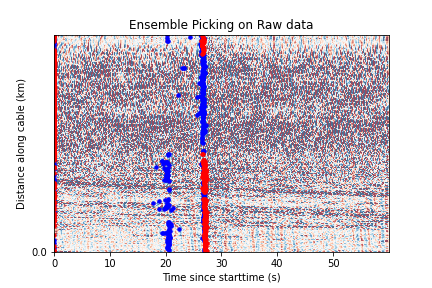 Ensemble Picking on Raw data
Distance along cable (km)
0.0
0 10 20 30 40 50
Time since starttime (s)